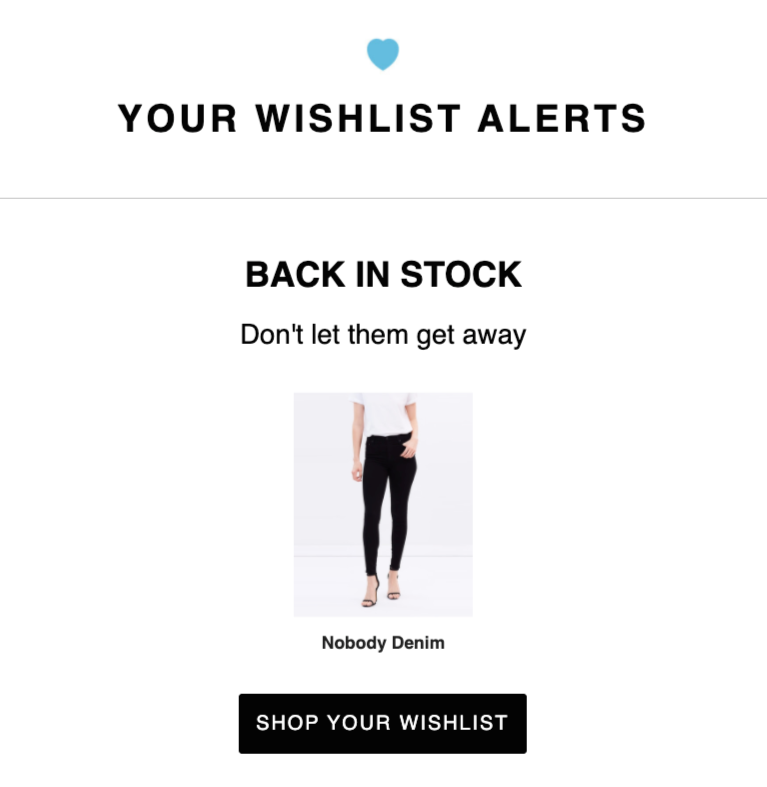 YOUR WISHLIST ALERTS
BACK IN STOCK
Don't let them get away
Nobody Denim
SHOP YOUR WISHLIST